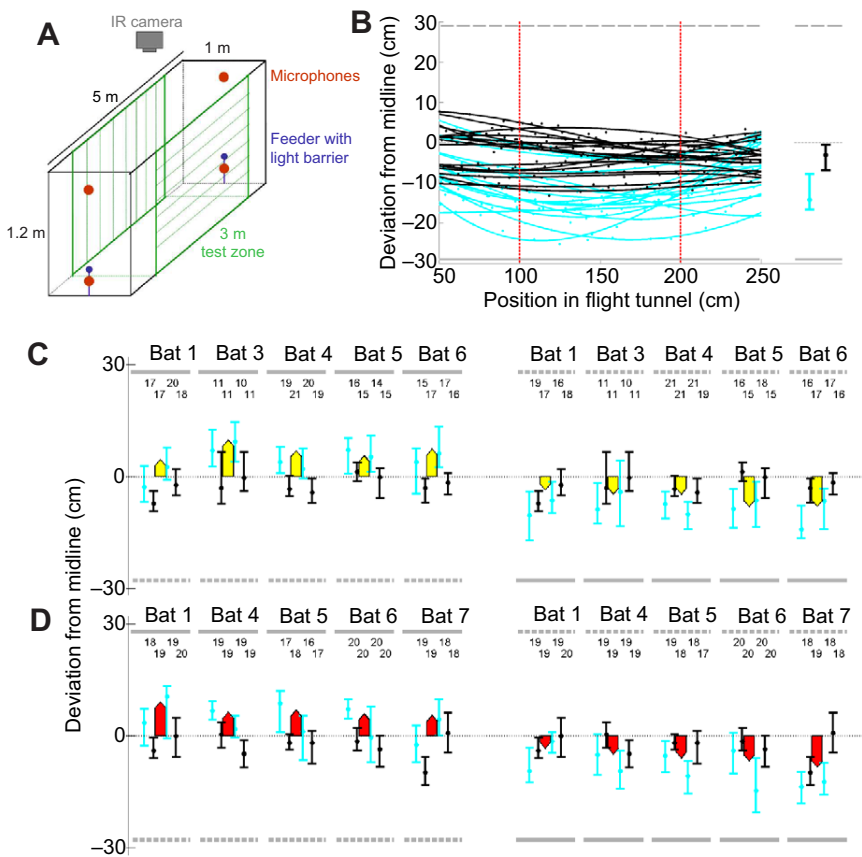 A
IR camera
1 m
5 m
Microphones
Feeder with
light barrier
1.2 m
3 m
test zone
B
Deviation from midline (cm)
30
20
10
0
–10
–20
–30
50 100 150 200 250
Position in flight tunnel (cm)
C
Deviation from midline (cm)
30
0
–30
Bat 1 Bat 3 Bat 4 Bat 5 Bat 6 Bat 1 Bat 3 Bat 4 Bat 5 Bat 6
17 20 11 10 19 20 16 14 15 17 19 16 11 10 21 21 16 18 16 17
17 18 11 11 21 19 15 15 17 16 17 18 11 11 21 19 15 15 17 16
D
30
0
–30
Bat 1 Bat 4 Bat 5 Bat 6 Bat 7 Bat 1 Bat 4 Bat 5 Bat 6 Bat 7
18 19 19 19 17 16 20 20 19 18 19 19 19 19 19 18 20 20 18 18
19 20 19 19 18 17 20 20 19 18 19 20 19 19 18 17 20 20 19 18